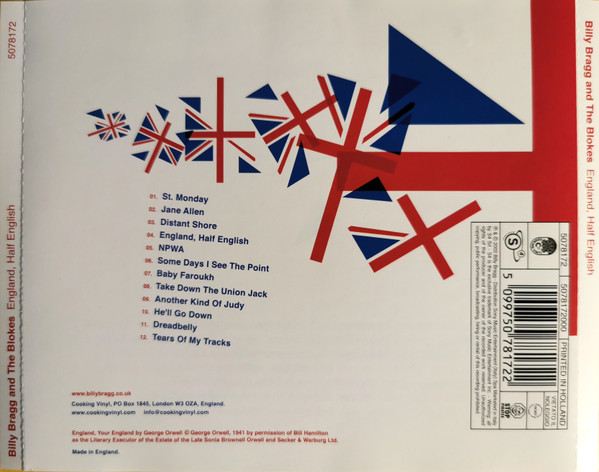 5078172
Billy Bragg and The Blokes England, Half English
01. St. Monday
02. Jane Allen
03. Distant Shore
04. England, Half English
05. NPWA
06. Some Days I See The Point
07. Baby Faroukh
08. Take Down The Union Jack
09. Another Kind Of Judy
10. He'll Go Down
11. Dreadbelly
12. Tears Of My Tracks
www.billybragg.co.uk
Cooking Vinyl, PO Box 1845, London W3 OZA, England.
www.cookingvinyl.com info@cookingvinyl.com
England, Your England by George Orwell © George Orwell, 1941 by permission of Bill Hamilton
as the Literary Executor of the Estate of the Late Sonia Brownell Orwell and Secker & Warburg Ltd.
Made in England.
Billy Bragg and The Blokes England, Half English
5078172
5078172000
PRINTED IN HOLLAND
S
5 099750 781722
VIETATO IL
NOLEGGIO
STOP